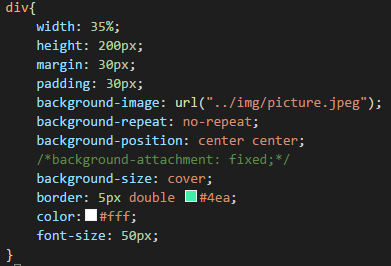 div{
width: 35%;
height: 200px;
margin: 30px;
padding: 30px;
background-image: url("../img/picture.jpeg");
background-repeat: no-repeat;
background-position: center center;
/*background-attachment: fixed;*/
background-size: cover;
border: 5px double #4ea;
color: #fff;
font-size: 50px;
}